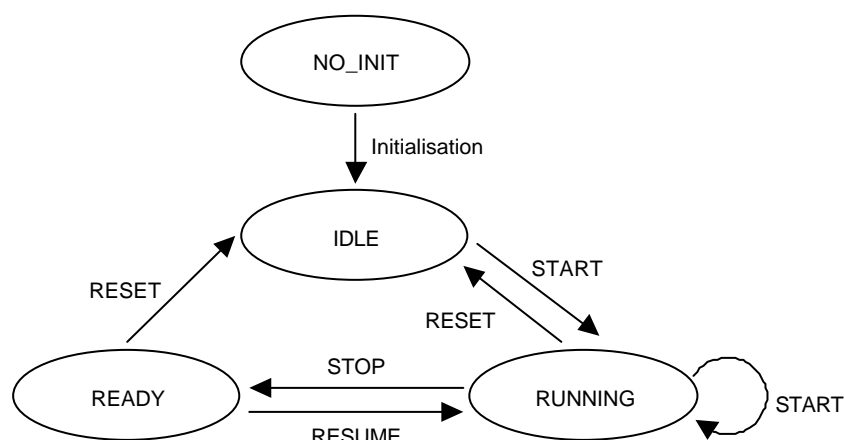 NO_INIT
Initialisation
IDLE
START
RESET
RESET
STOP
READY
RUNNING
START
RESUME